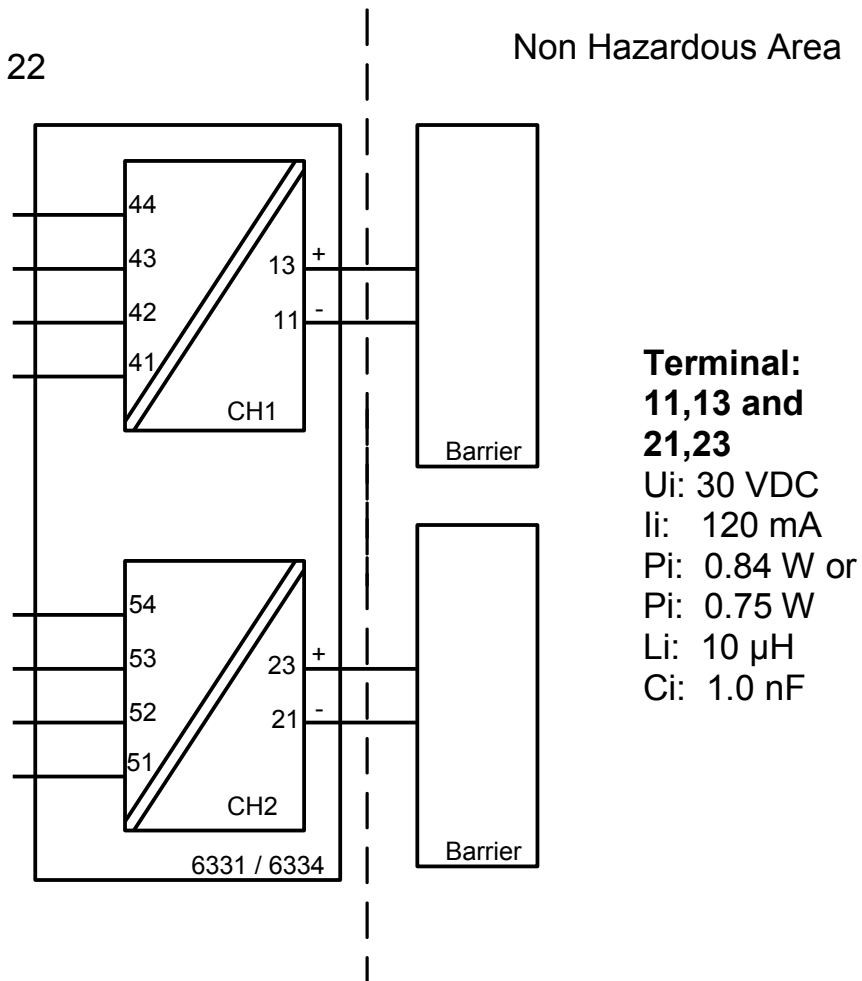 Non Hazardous Area
22
44
43
42
41
13
+
11
-
CH1
Barrier
54
53
52
51
23
+
21
-
CH2
Barrier
6331 / 6334
Terminal:
11,13 and
21,23
Ui: 30 VDC
Ii: 120 mA
Pi: 0.84 W or
Pi: 0.75 W
Li: 10 µH
Ci: 1.0 nF